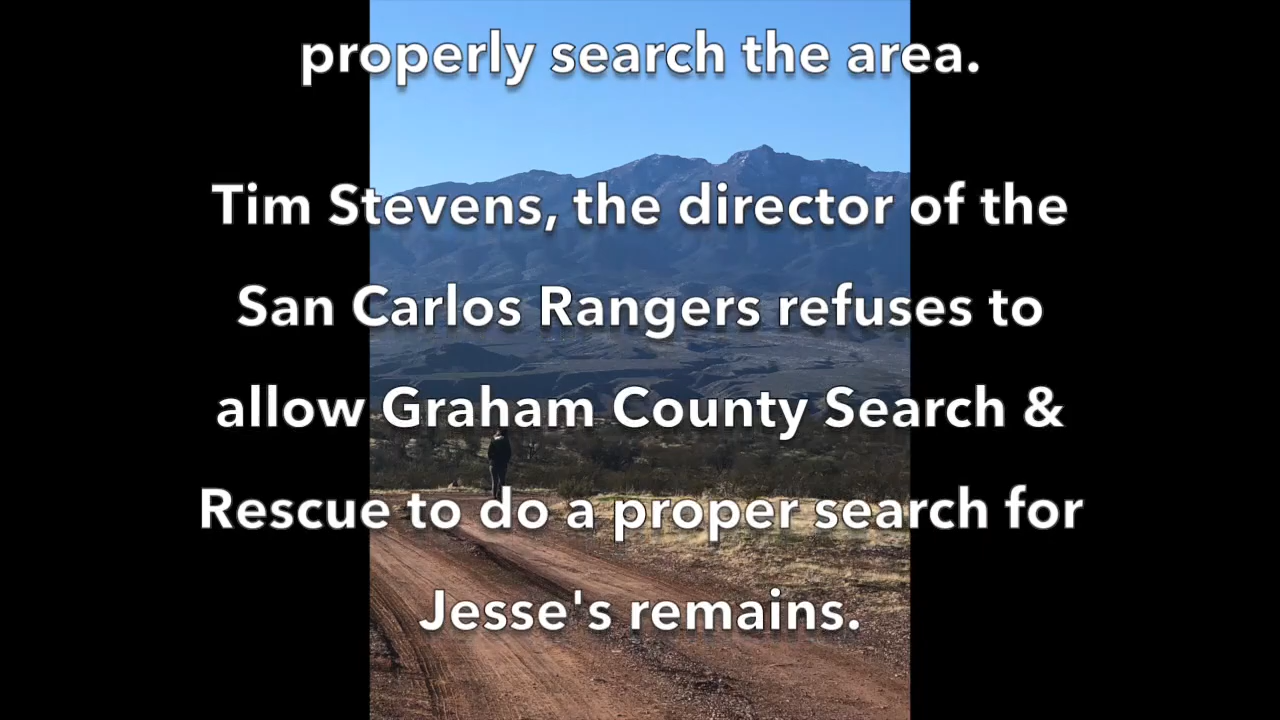 properly search the area.
Tim Stevens, the director of the
San Carlos Rangers refuses to
allow Graham County Search &
Rescue to do a proper search for
Jesse's remains.